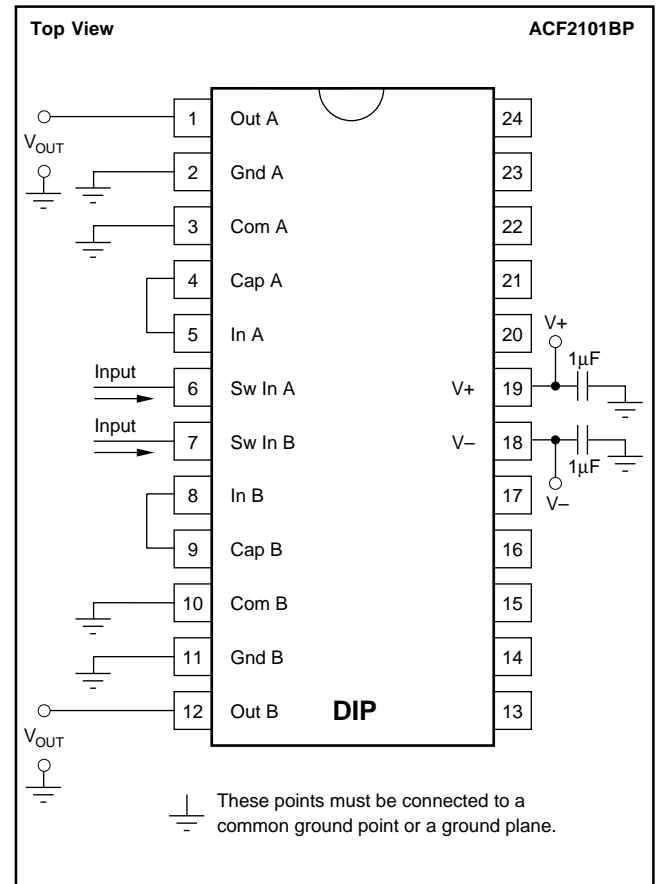 Top View ACF2101BP
1 Out A 24
V_OUT
2 Gnd A 23
3 Com A 22
4 Cap A 21
5 In A 20
V+
1μF
Input
6 Sw In A V+ 19
Input
7 Sw In B V– 18
1μF
V–
8 In B 17
9 Cap B 16
10 Com B 15
11 Gnd B 14
12 Out B DIP 13
V_OUT
These points must be connected to a
common ground point or a ground plane.